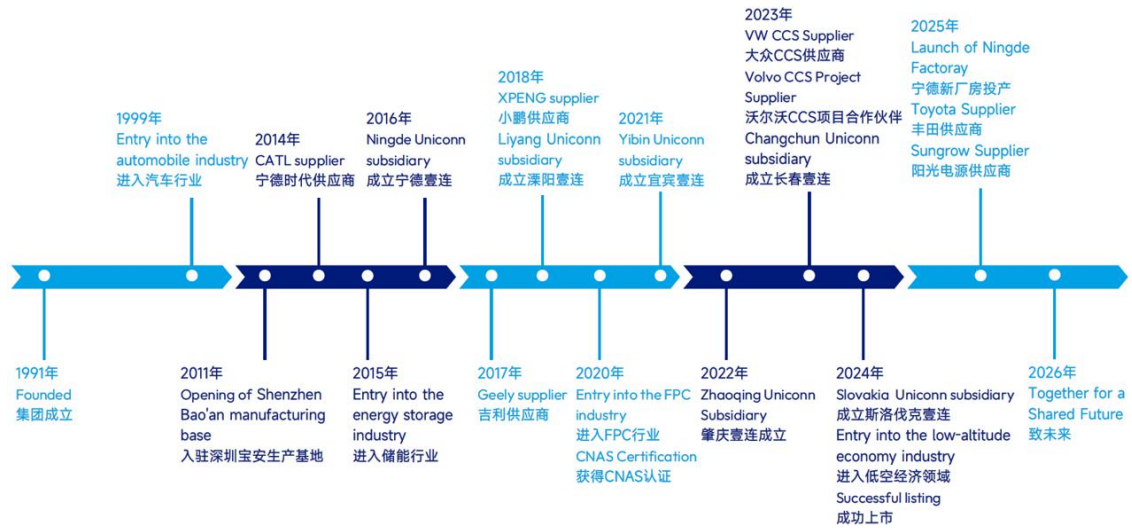 1991年
Founded
集团成立
1999年
Entry into the
automobile industry
进入汽车行业
2011年
Opening of Shenzhen
Bao'an manufacturing
base
入驻深圳宝安生产基地
2014年
CATL supplier
宁德时代供应商
2015年
Entry into the
energy storage
industry
进入储能行业
2016年
Ningde Uniconn
subsidiary
成立宁德壹连
2017年
Geely supplier
吉利供应商
2018年
XPENG supplier
小鹏供应商
Liyang Uniconn
subsidiary
成立溧阳壹连
2020年
Entry into the FPC
industry
进入FPC行业
CNAS Certification
获得CNAS认证
2021年
Yibin Uniconn
subsidiary
成立宜宾壹连
2022年
Zhaoqing Uniconn
Subsidiary
肇庆壹连成立
2023年
VW CCS Supplier
大众CCS供应商
Volvo CCS Project
Supplier
沃尔沃CCS项目合作伙伴
Changchun Uniconn
subsidiary
成立长春壹连
2024年
Slovakia Uniconn subsidiary
成立斯洛伐克壹连
Entry into the low-altitude
economy industry
进入低空经济领域
Successful listing
成功上市
2025年
Launch of Ningde
Factoray
宁德新厂房投产
Toyota Supplier
丰田供应商
Sungrow Supplier
阳光电源供应商
2026年
Together for a
Shared Future
致未来